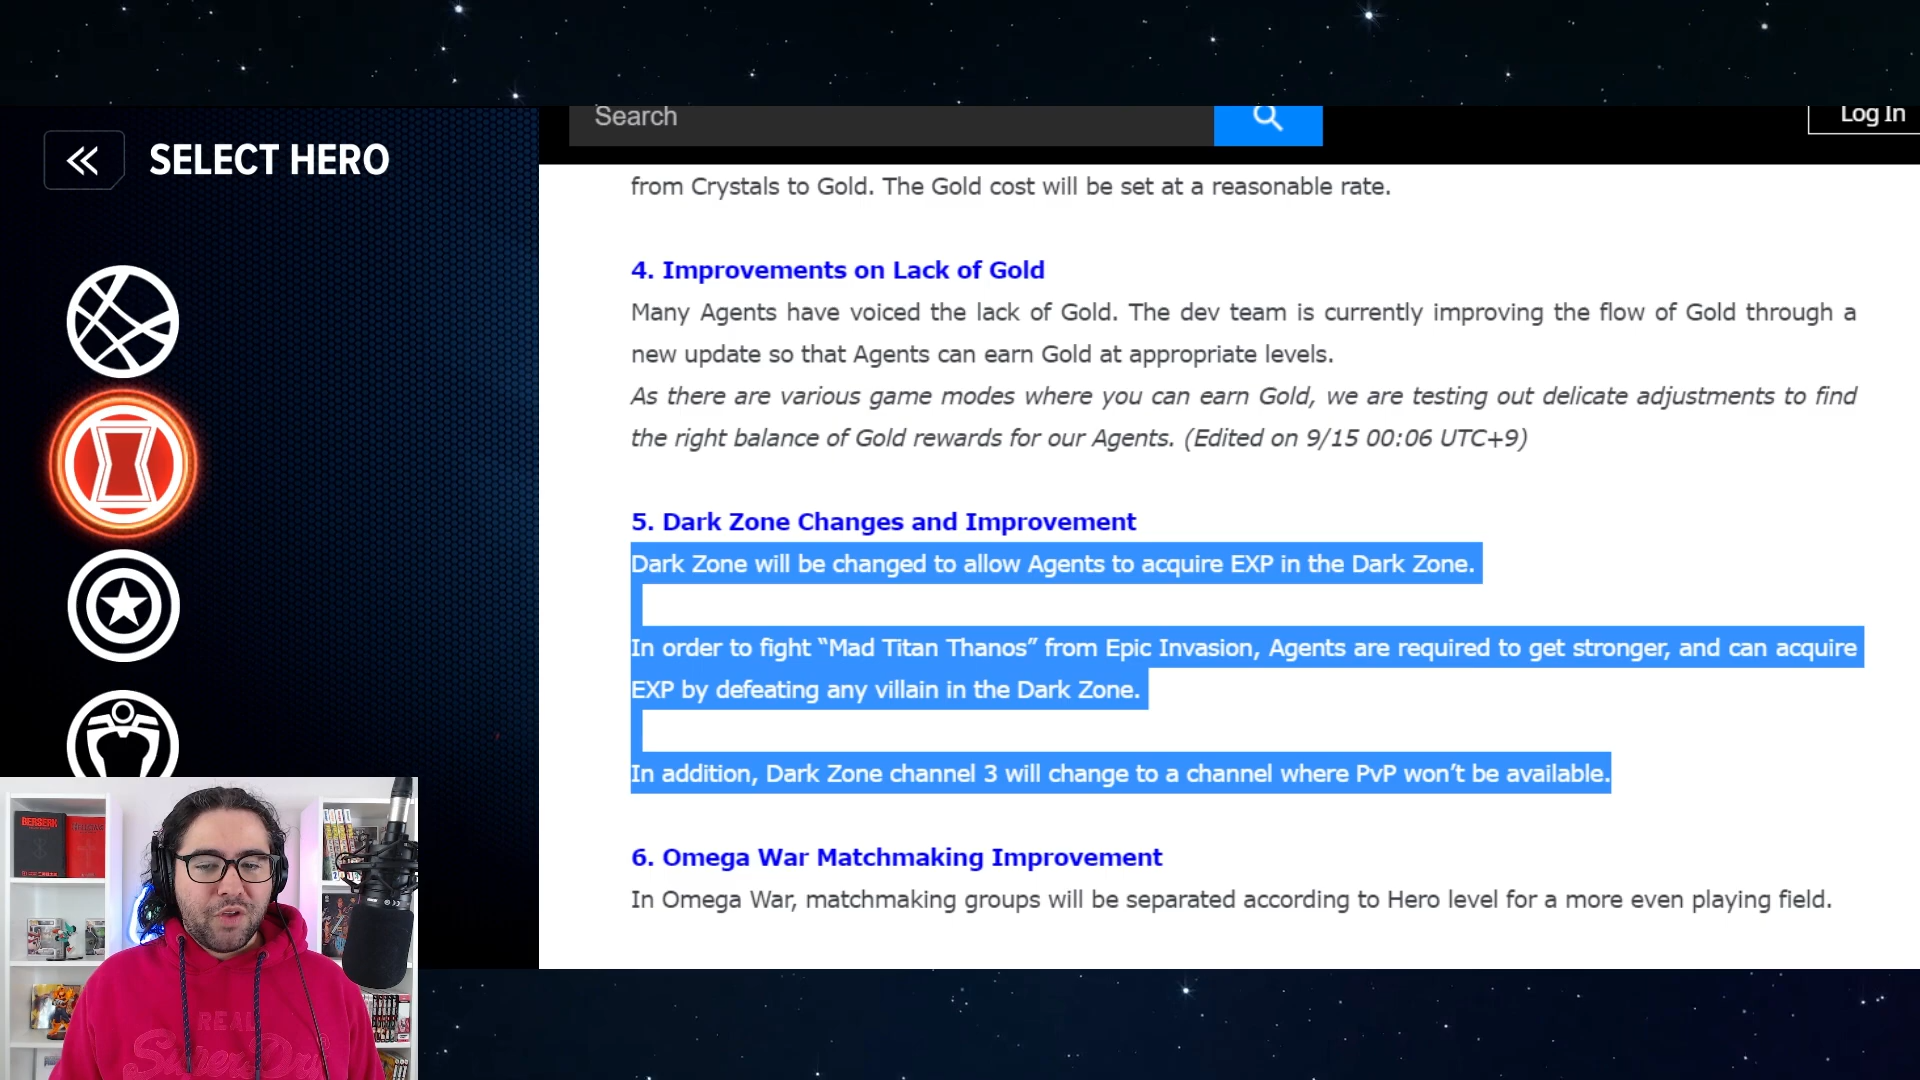 Search
Log In
SELECT HERO
from Crystals to Gold. The Gold cost will be set at a reasonable rate.
4. Improvements on Lack of Gold
Many Agents have voiced the lack of Gold. The dev team is currently improving the flow of Gold through a
new update so that Agents can earn Gold at appropriate levels.
As there are various game modes where you can earn Gold, we are testing out delicate adjustments to find
the right balance of Gold rewards for our Agents. (Edited on 9/15 00:06 UTC+9)
5. Dark Zone Changes and Improvement
Dark Zone will be changed to allow Agents to acquire EXP in the Dark Zone.
In order to fight “Mad Titan Thanos” from Epic Invasion, Agents are required to get stronger, and can acquire
EXP by defeating any villain in the Dark Zone.
In addition, Dark Zone channel 3 will change to a channel where PvP won’t be available.
6. Omega War Matchmaking Improvement
In Omega War, matchmaking groups will be separated according to Hero level for a more even playing field.
BERSERK
REAL
SuperDry